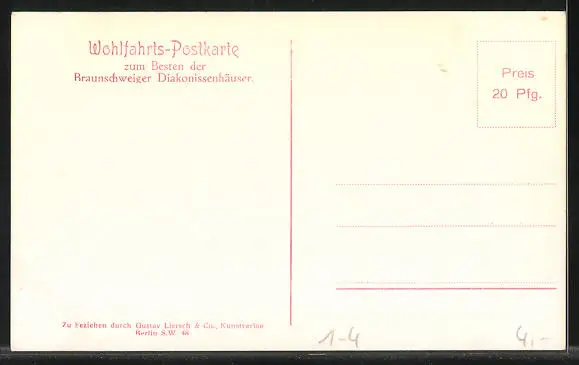 Wohlfahrts-Postkarte
zum Besten der
Braunschweiger Diakonissenhäuser.
Preis
20 Pfg.
Zu beziehen durch Gustav Liersch & Co., Kunstverlag
Berlin S.W. 48
1-4
4,-